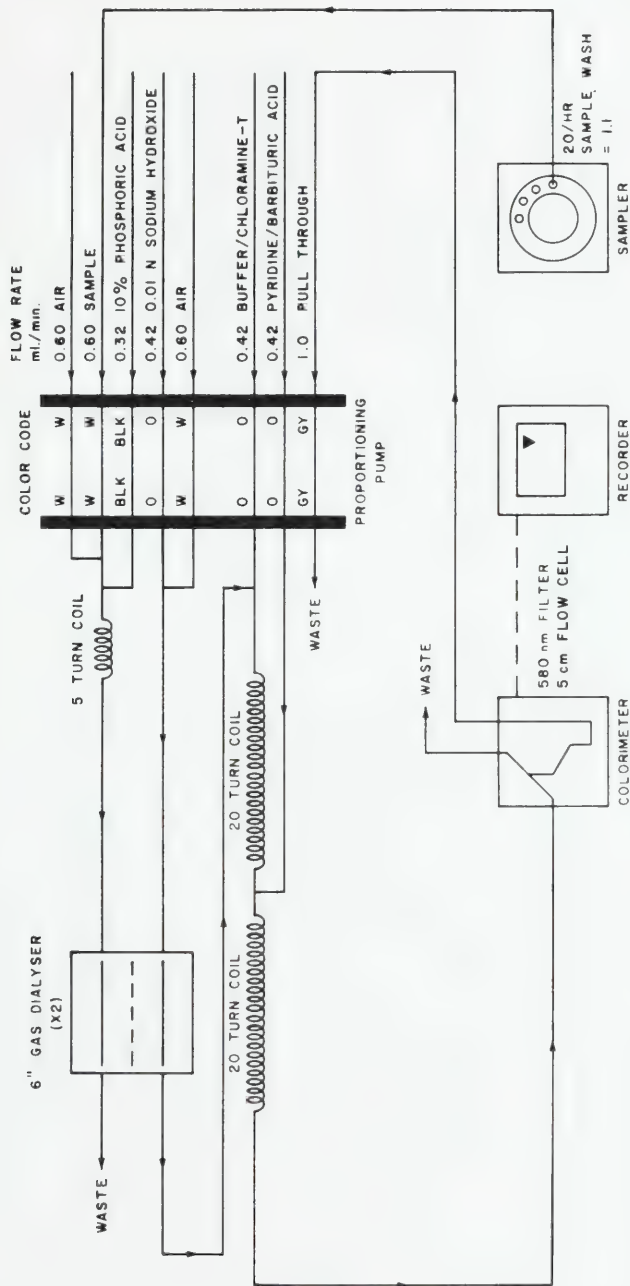 FLOW RATE
ml./min.
COLOR CODE
W W 0.60 AIR
W W 0.60 SAMPLE
BLK BLK 0.32 10% PHOSPHORIC ACID
O O 0.42 0.01 N SODIUM HYDROXIDE
W W 0.60 AIR
O O 0.42 BUFFER/CHLORAMINE-T
O O 0.42 PYRIDINE/BARBITURIC ACID
GY GY 1.0 PULL THROUGH
PROPORTIONING
PUMP
5 TURN COIL
6" GAS DIALYSER
(X2)
WASTE
20 TURN COIL
20 TURN COIL
WASTE
WASTE
20/HR
SAMPLE, WASH
= 1.1
SAMPLER
RECORDER
580 nm FILTER
5 cm FLOW CELL
COLORIMETER